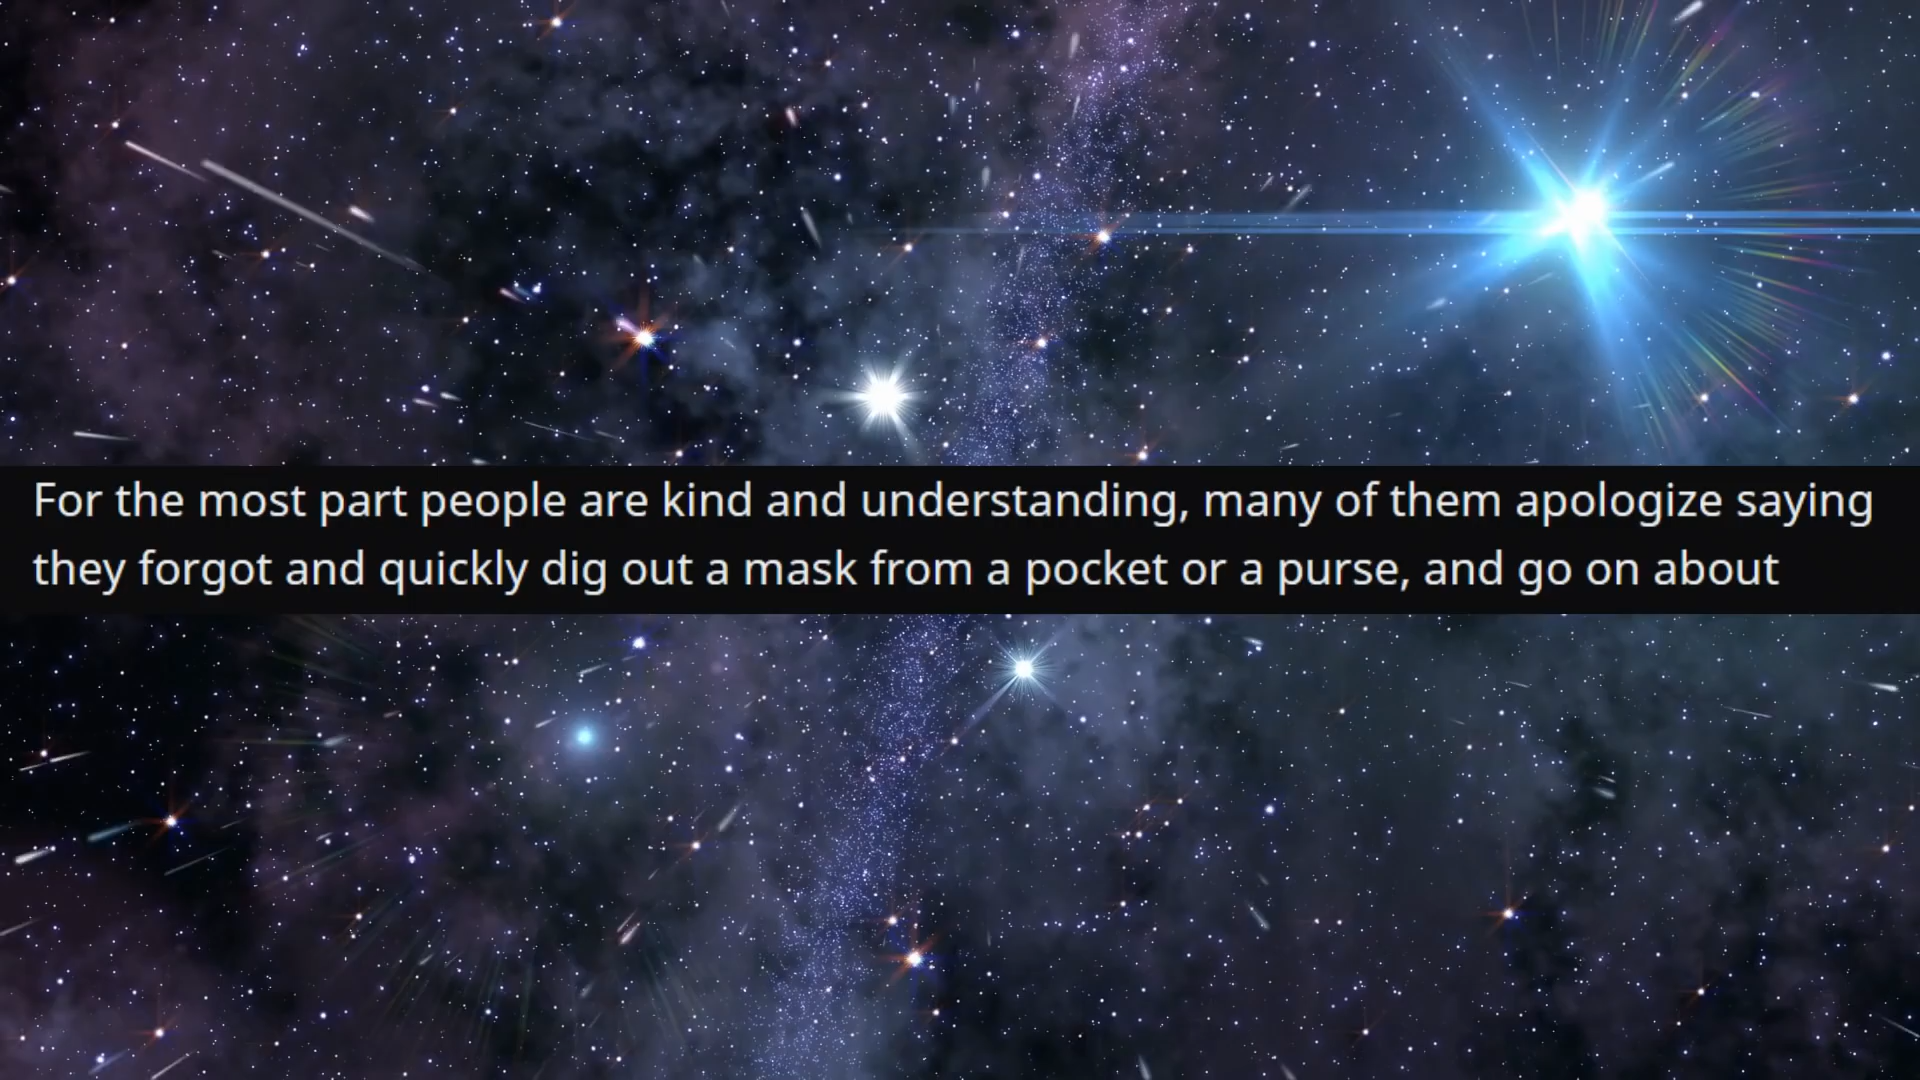 For the most part people are kind and understanding, many of them apologize saying
they forgot and quickly dig out a mask from a pocket or a purse, and go on about